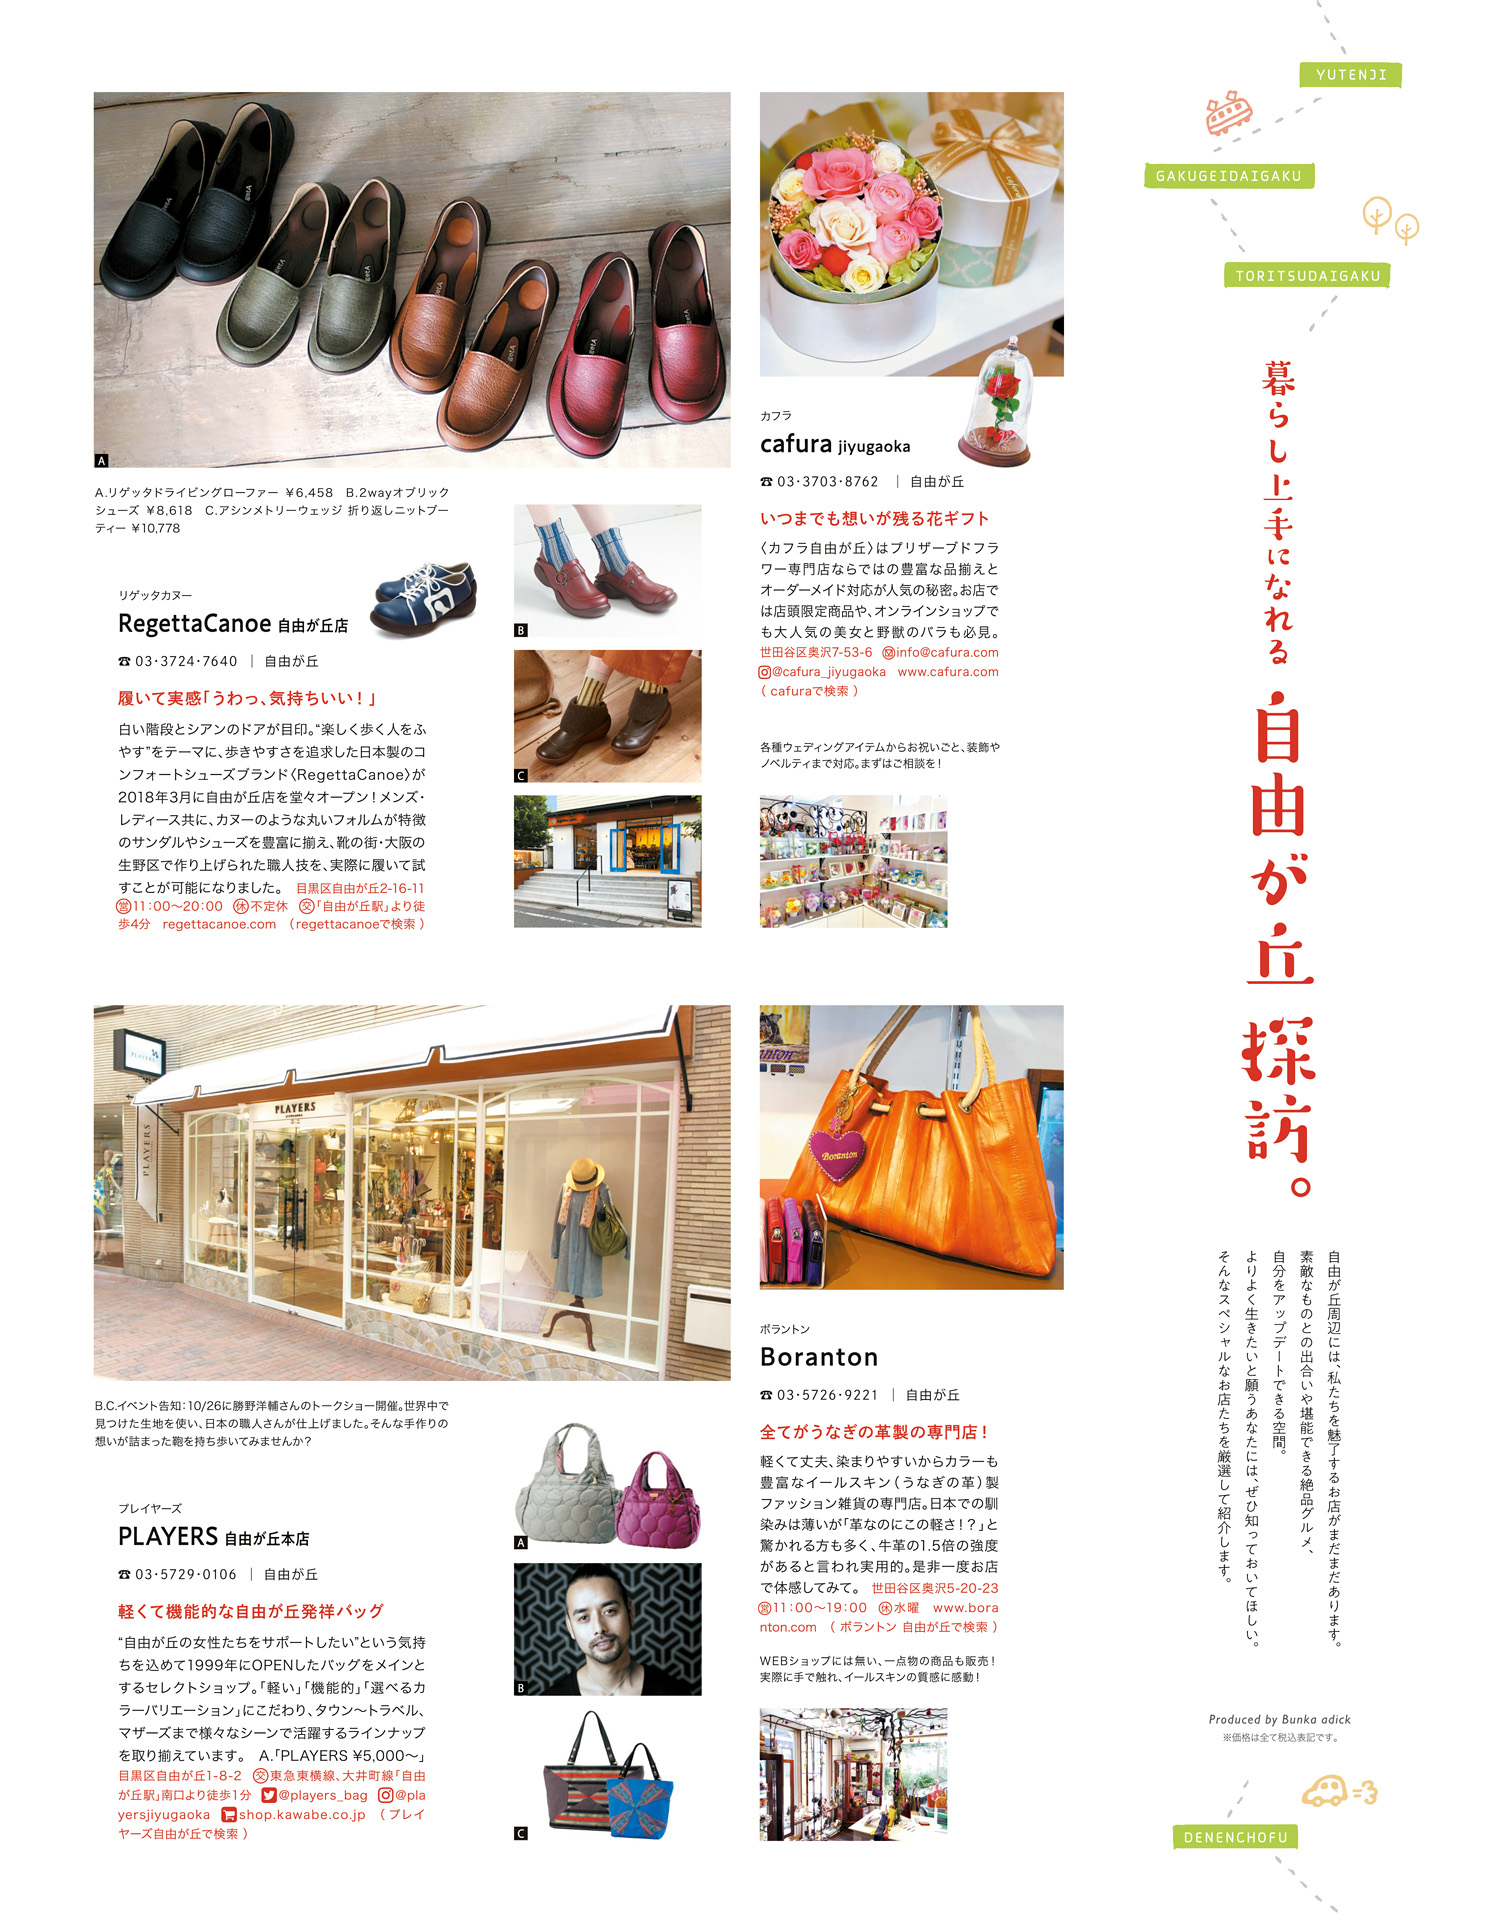 YUTENJI
GAKUGEIDAIGAKU
TORITSUDAIGAKU
暮らし上手になれる
自由が丘探訪。
自由が丘周辺には、私たちを魅了するお店がまだまだあります。
素敵なものとの出合いや堪能できる絶品グルメ、
自分をアップデートできる空間。
よりよく生きたいと願うあなたには、ぜひ知っておいてほしい。
そんなスペシャルなお店たちを厳選して紹介します。
Produced by Bunka adick
※価格は全て税込表記です。
DENENCHOFU
A
A.リゲッタドライビングローファー ￥6,458　B.2wayオブリック
シューズ ￥8,618　C.アシンメトリーウェッジ 折り返しニットブー
ティー ￥10,778
リゲッタカヌー
RegettaCanoe 自由が丘店
☎ 03・3724・7640 ｜ 自由が丘
履いて実感「うわっ、気持ちいい！」
白い階段とシアンのドアが目印。“楽しく歩く人をふ
やす”をテーマに、歩きやすさを追求した日本製のコ
ンフォートシューズブランド〈RegettaCanoe〉が
2018年3月に自由が丘店を堂々オープン！メンズ・
レディース共に、カヌーのような丸いフォルムが特徴
のサンダルやシューズを豊富に揃え、靴の街・大阪の
生野区で作り上げられた職人技を、実際に履いて試
すことが可能になりました。 目黒区自由が丘2-16-11
営11：00〜20：00 休不定休 交「自由が丘駅」より徒
歩4分 regettacanoe.com （regettacanoeで検索）
B
C
cafura
カフラ
cafura jiyugaoka
☎ 03・3703・8762 ｜ 自由が丘
いつまでも想いが残る花ギフト
〈カフラ自由が丘〉はプリザーブドフラ
ワー専門店ならではの豊富な品揃えと
オーダーメイド対応が人気の秘密。お店で
は店頭限定商品や、オンラインショップで
も大人気の美女と野獣のバラも必見。
世田谷区奥沢7-53-6 info@cafura.com
@cafura_jiyugaoka www.cafura.com
（ cafuraで検索 ）
各種ウェディングアイテムからお祝いごと、装飾や
ノベルティまで対応。まずはご相談を！
PLAYERS
PLAYERS
PLAYERS
B.C.イベント告知：10/26に勝野洋輔さんのトークショー開催。世界中で
見つけた生地を使い、日本の職人さんが仕上げました。そんな手作りの
想いが詰まった鞄を持ち歩いてみませんか？
プレイヤーズ
PLAYERS 自由が丘本店
☎ 03・5729・0106 ｜ 自由が丘
軽くて機能的な自由が丘発祥バッグ
“自由が丘の女性たちをサポートしたい”という気持
ちを込めて1999年にOPENしたバッグをメインと
するセレクトショップ。「軽い」「機能的」「選べるカ
ラーバリエーション」にこだわり、タウン〜トラベル、
マザーズまで様々なシーンで活躍するラインナップ
を取り揃えています。 A.「PLAYERS ¥5,000〜」
目黒区自由が丘1-8-2 交東急東横線、大井町線「自由
が丘駅」南口より徒歩1分 @players_bag @pla
yersjiyugaoka shop.kawabe.co.jp （ プレイ
ヤーズ自由が丘で検索 ）
A
B
C
Boranton
ボラントン
Boranton
☎ 03・5726・9221 ｜ 自由が丘
全てがうなぎの革製の専門店！
軽くて丈夫、染まりやすいからカラーも
豊富なイールスキン（うなぎの革）製
ファッション雑貨の専門店。日本での馴
染みは薄いが「革なのにこの軽さ！？」と
驚かれる方も多く、牛革の1.5倍の強度
があると言われ実用的。是非一度お店
で体感してみて。 世田谷区奥沢5-20-23
営11：00〜19：00 休水曜 www.bora
nton.com （ ボラントン 自由が丘で検索 ）
WEBショップには無い、一点物の商品も販売！
実際に手で触れ、イールスキンの質感に感動！